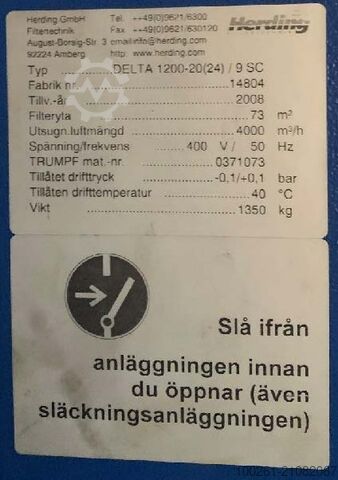 Herding GmbH Tel. ++49(0)9621/6300 Herding
Filtertechnik Fax ++49(0)9621/630120
August-Borsig-Str. 3 email:info@herding.com
92224 Amberg http: www.herding.com
Typ DELTA 1200-20(24) / 9 SC
Fabrik nr. 14804
Tillv.-år 2008
Filteryta 73 m²
Utsugn.luftmängd 4000 m³/h
Spänning/frekvens 400 V / 50 Hz
TRUMPF mat.-nr. 0371073
Tillåtet drifttryck -0,1/+0,1 bar
Tillåten drifttemperatur 40 °C
Vikt 1350 kg
Slå ifrån
anläggningen innan
du öppnar (även
släckningsanläggningen)